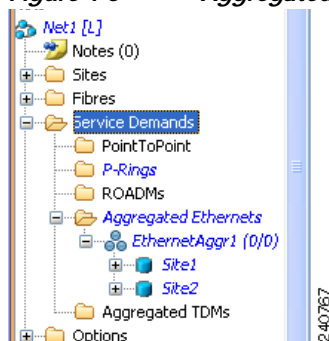 Net1 [L]
Notes (0)
Sites
Fibres
Service Demands
PointToPoint
P-Rings
ROADMs
Aggregated Ethernets
EthernetAggr1 (0/0)
Site1
Site2
Aggregated TDMs
Options
240767